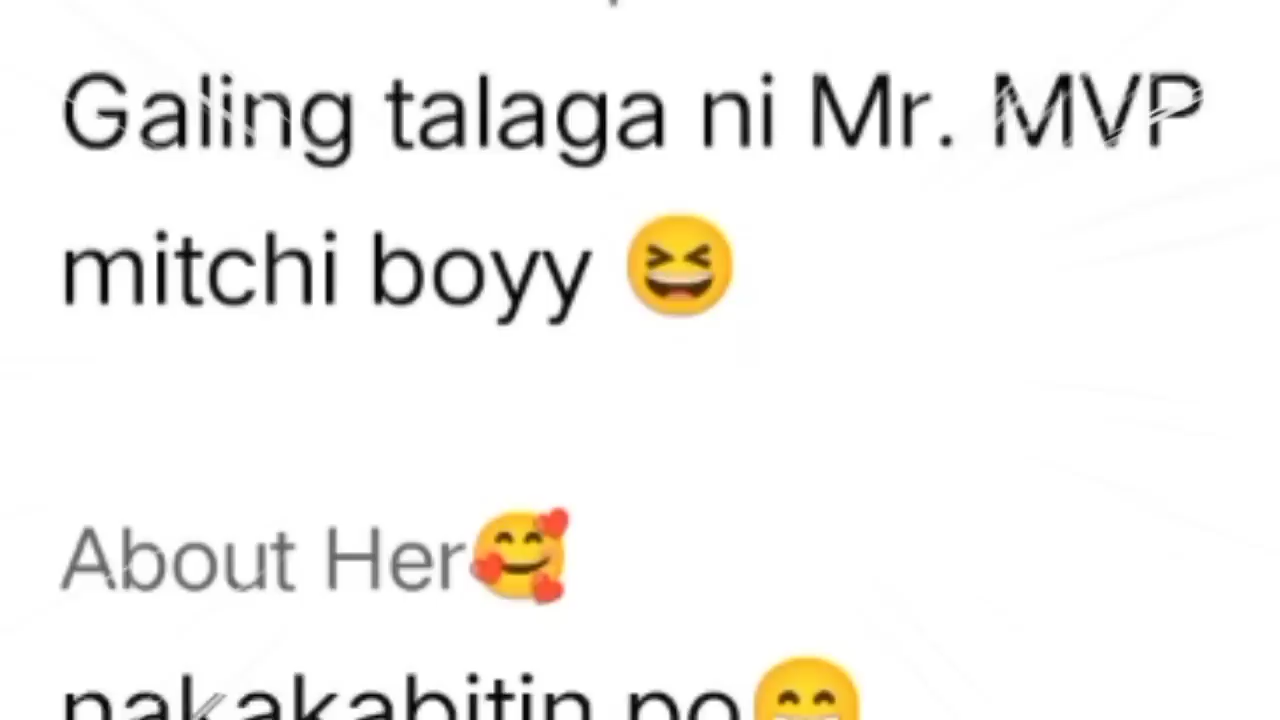 Galing talaga ni Mr. MVP
mitchi boyy 😆
About Her🥰
nakakabitin po😁